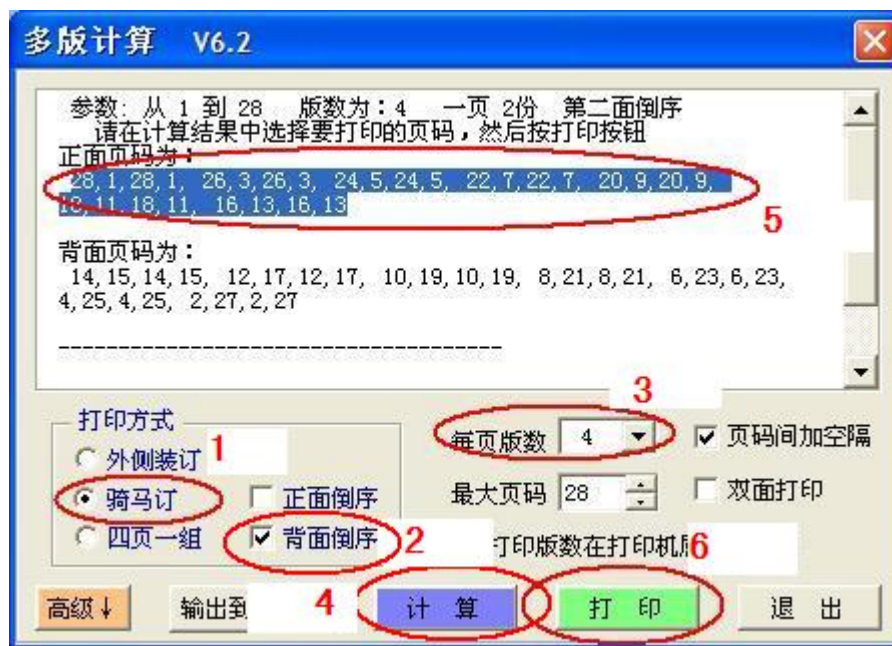 多版计算 V6.2
参数: 从 1 到 28 版数为:4 一页 2份 第二面倒序
请在计算结果中选择要打印的页码,然后按打印按钮
正面页码为:
28,1,28,1, 26,3,26,3, 24,5,24,5, 22,7,22,7, 20,9,20,9,
18,11,18,11, 16,13,16,13
5
背面页码为:
14,15,14,15, 12,17,12,17, 10,19,10,19, 8,21,8,21, 6,23,6,23,
4,25,4,25, 2,27,2,27
-------------------------------------
3
打印方式
每页版数 4 页码间加空隔
外侧装订 1
骑马订 正面倒序 最大页码 28 双面打印
四页一组 背面倒序 2 打印版数在打印机 6
高级↓ 输出到 4 计 算 打 印 退 出